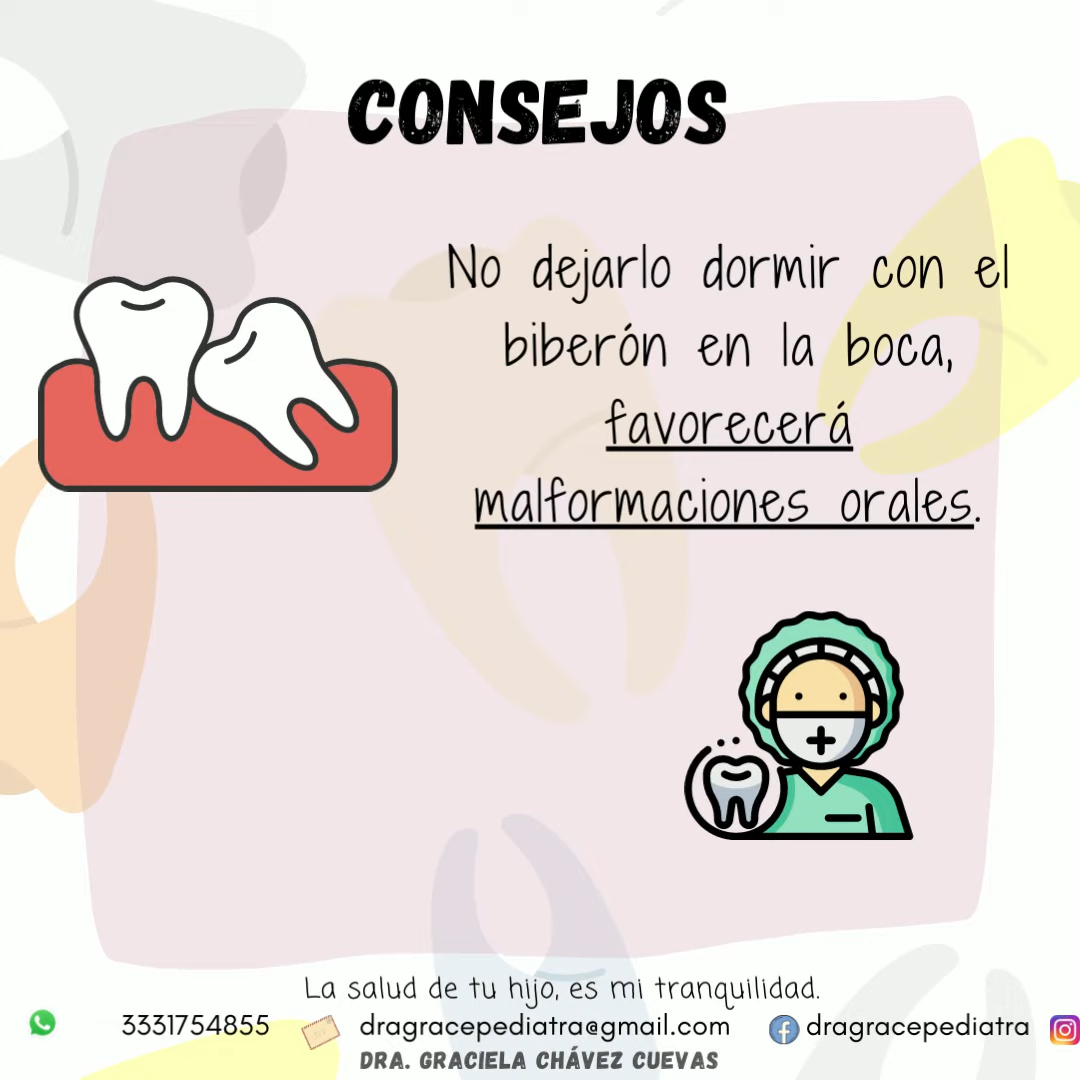 CONSEJOS
No dejarlo dormir con el
biberón en la boca,
favorecerá
malformaciones orales.
La salud de tu hijo, es mi tranquilidad.
3331754855 dragracepediatra@gmail.com dragracepediatra
DRA. GRACIELA CHÁVEZ CUEVAS